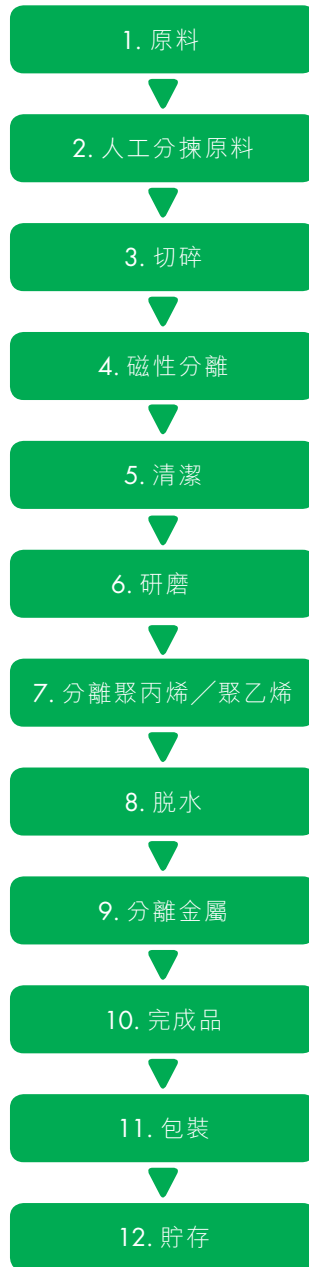 1. 原料
2. 人工分揀原料
3. 切碎
4. 磁性分離
5. 清潔
6. 研磨
7. 分離聚丙烯／聚乙烯
8. 脱水
9. 分離金屬
10. 完成品
11. 包裝
12. 貯存